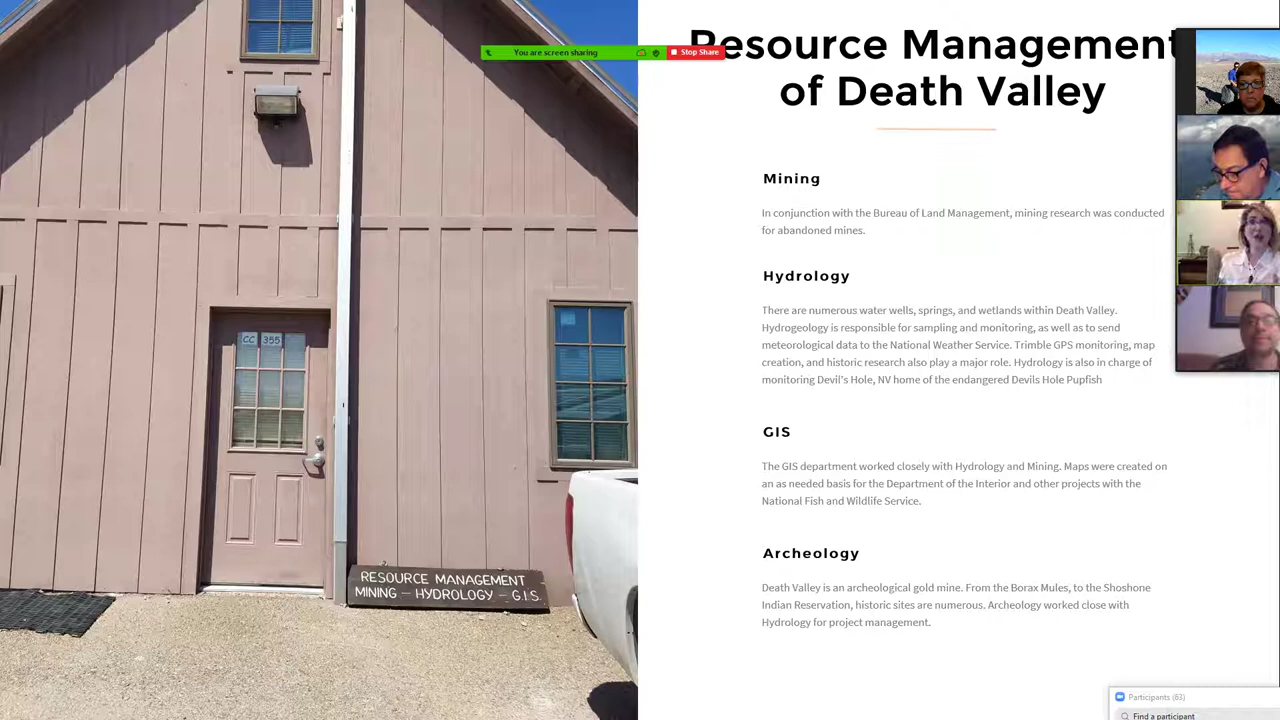 You are screen sharing
Stop Share
Resource Management
of Death Valley
Mining
In conjunction with the Bureau of Land Management, mining research was conducted
for abandoned mines.
Hydrology
There are numerous water wells, springs, and wetlands within Death Valley.
Hydrogeology is responsible for sampling and monitoring, as well as to send
meteorological data to the National Weather Service. Trimble GPS monitoring, map
creation, and historic research also play a major role. Hydrology is also in charge of
monitoring Devil's Hole, NV home of the endangered Devils Hole Pupfish
GIS
The GIS department worked closely with Hydrology and Mining. Maps were created on
an as needed basis for the Department of the Interior and other projects with the
National Fish and Wildlife Service.
Archeology
Death Valley is an archeological gold mine. From the Borax Mules, to the Shoshone
Indian Reservation, historic sites are numerous. Archeology worked close with
Hydrology for project management.
CC 355
RESOURCE MANAGEMENT
MINING – HYDROLOGY – G.I.S.
Participants (63)
Find a participant